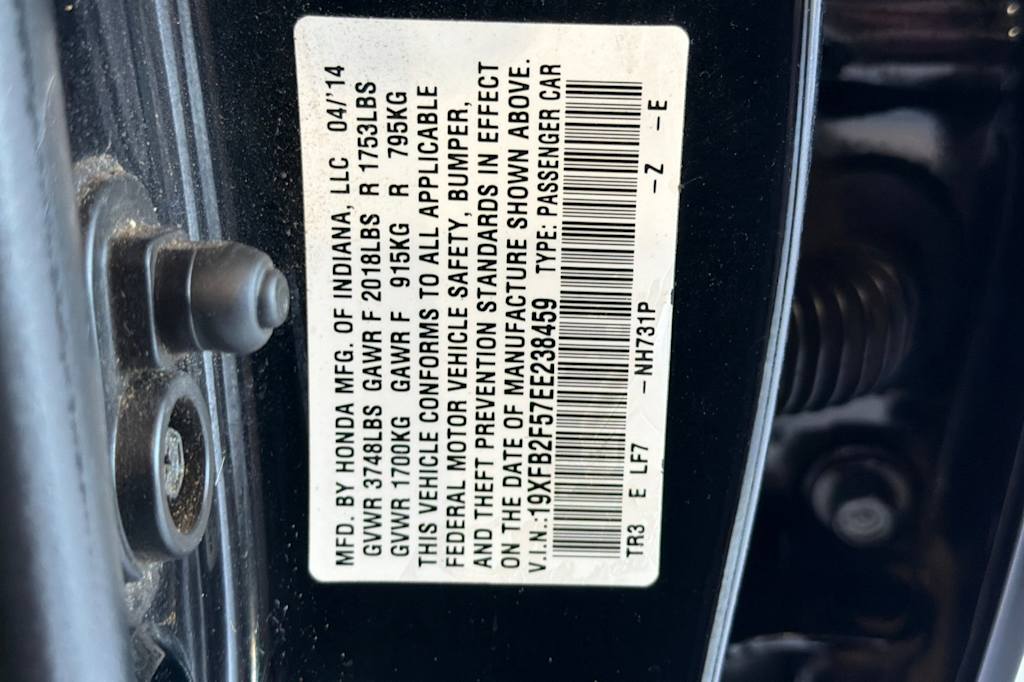 MFD. BY HONDA MFG. OF INDIANA, LLC 04/'14
GVWR 3748LBS GAWR F 2018LBS R 1753LBS
GVWR 1700KG GAWR F 915KG R 795KG
THIS VEHICLE CONFORMS TO ALL APPLICABLE
FEDERAL MOTOR VEHICLE SAFETY, BUMPER,
AND THEFT PREVENTION STANDARDS IN EFFECT
ON THE DATE OF MANUFACTURE SHOWN ABOVE.
V.I.N.:19XFB2F57EE238459 TYPE: PASSENGER CAR
TR3 E LF7 -NH731P -Z -E